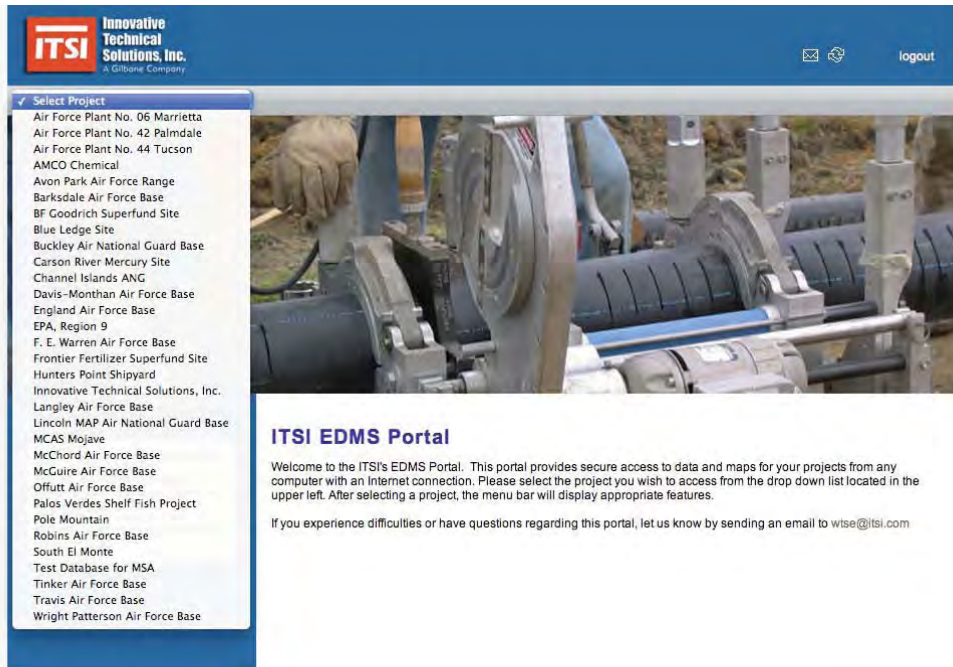 ITSI
Innovative
Technical
Solutions, Inc.
A Gilbane Company
logout
✓ Select Project
Air Force Plant No. 06 Marrietta
Air Force Plant No. 42 Palmdale
Air Force Plant No. 44 Tucson
AMCO Chemical
Avon Park Air Force Range
Barksdale Air Force Base
BF Goodrich Superfund Site
Blue Ledge Site
Buckley Air National Guard Base
Carson River Mercury Site
Channel Islands ANG
Davis-Monthan Air Force Base
England Air Force Base
EPA, Region 9
F. E. Warren Air Force Base
Frontier Fertilizer Superfund Site
Hunters Point Shipyard
Innovative Technical Solutions, Inc.
Langley Air Force Base
Lincoln MAP Air National Guard Base
MCAS Mojave
McChord Air Force Base
McGuire Air Force Base
Offutt Air Force Base
Palos Verdes Shelf Fish Project
Pole Mountain
Robins Air Force Base
South El Monte
Test Database for MSA
Tinker Air Force Base
Travis Air Force Base
Wright Patterson Air Force Base
ITSI EDMS Portal
Welcome to the ITSI's EDMS Portal. This portal provides secure access to data and maps for your projects from any
computer with an Internet connection. Please select the project you wish to access from the drop down list located in the
upper left. After selecting a project, the menu bar will display appropriate features.
If you experience difficulties or have questions regarding this portal, let us know by sending an email to wtse@itsi.com